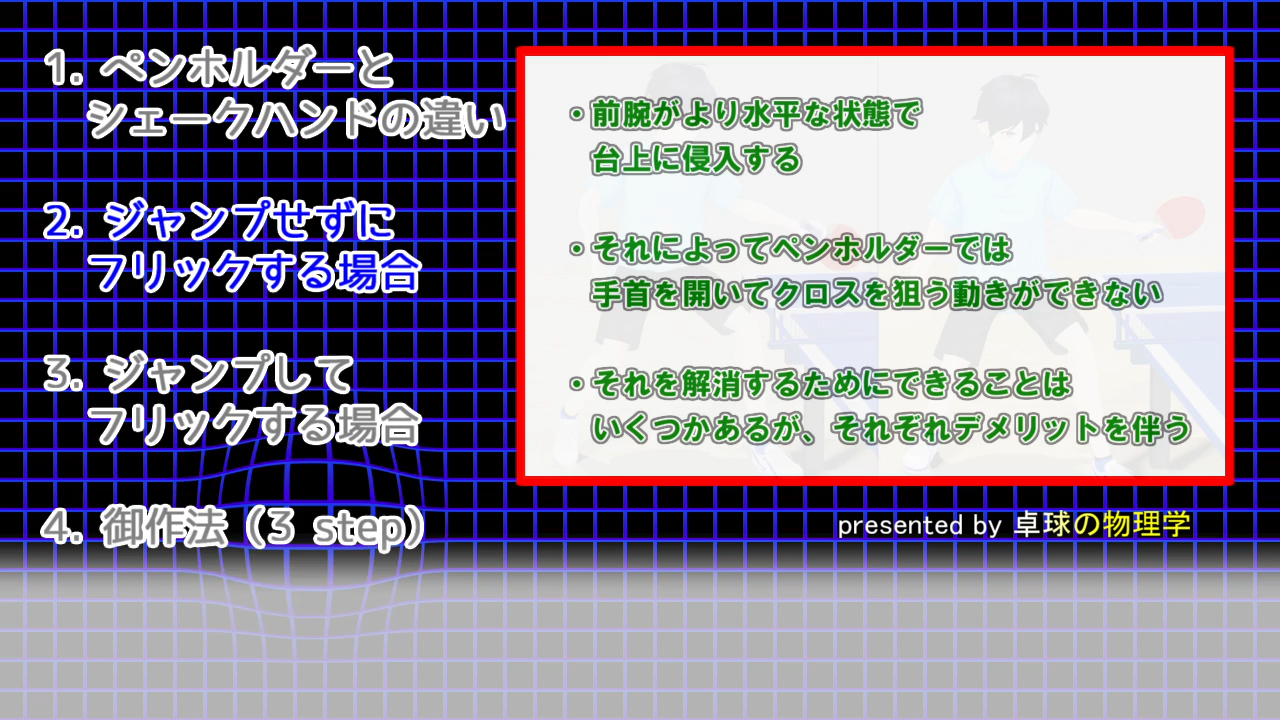 1. ペンホルダーと
シェークハンドの違い
2. ジャンプせずに
フリックする場合
3. ジャンプして
フリックする場合
4. 御作法（3 step）
・前腕がより水平な状態で
台上に侵入する
・それによってペンホルダーでは
手首を開いてクロスを狙う動きができない
・それを解消するためにできることは
いくつかあるが、それぞれデメリットを伴う
presented by 卓球の物理学